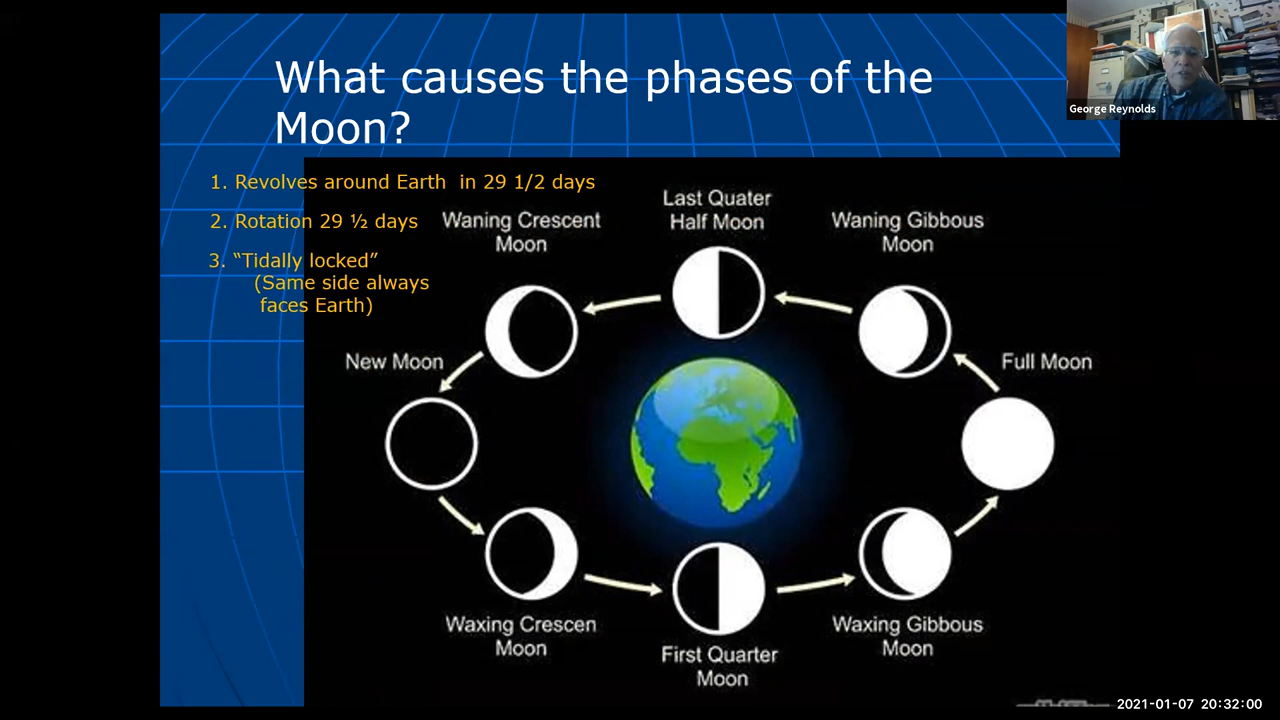 What causes the phases of the
Moon?
George Reynolds
1. Revolves around Earth  in 29 1/2 days
2. Rotation 29 ½ days
3. “Tidally locked”
(Same side always
faces Earth)
Last Quater
Half Moon
Waning Crescent
Moon
Waning Gibbous
Moon
New Moon
Full Moon
Waxing Crescen
Moon
First Quarter
Moon
Waxing Gibbous
Moon
2021-01-07 20:32:00